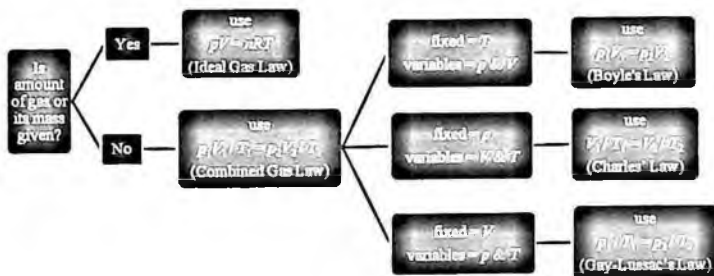 Is
amount
of gas or
its mass
given?
Yes
use
pV = nRT
(Ideal Gas Law)
No
use
p₁V₁/T₁ = p₂V₂/T₂
(Combined Gas Law)
fixed = T
variables = p & V
use
p₁V₁ = p₂V₂
(Boyle's Law)
fixed = p
variables = V & T
use
V₁/T₁ = V₂/T₂
(Charles' Law)
fixed = V
variables = p & T
use
p₁/T₁ = p₂/T₂
(Gay-Lussac's Law)